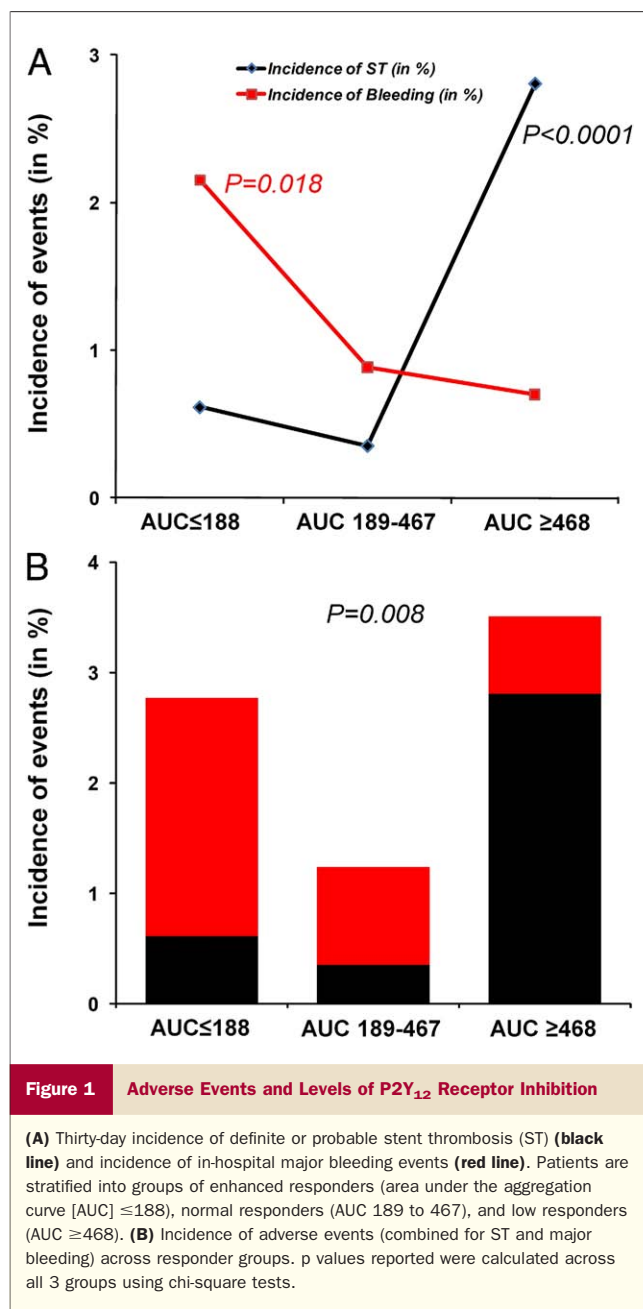 A
Incidence of ST (in %)
Incidence of Bleeding (in %)
Incidence of events (in %)
3
2
1
0
P=0.018
P<0.0001
AUC≤188
AUC 189-467
AUC ≥468
B
Incidence of events (in %)
4
3
2
1
0
P=0.008
AUC≤188
AUC 189-467
AUC ≥468
Figure 1 Adverse Events and Levels of P2Y₁₂ Receptor Inhibition
(A) Thirty-day incidence of definite or probable stent thrombosis (ST) (black
line) and incidence of in-hospital major bleeding events (red line). Patients are
stratified into groups of enhanced responders (area under the aggregation
curve [AUC] ≤188), normal responders (AUC 189 to 467), and low responders
(AUC ≥468). (B) Incidence of adverse events (combined for ST and major
bleeding) across responder groups. p values reported were calculated across
all 3 groups using chi-square tests.